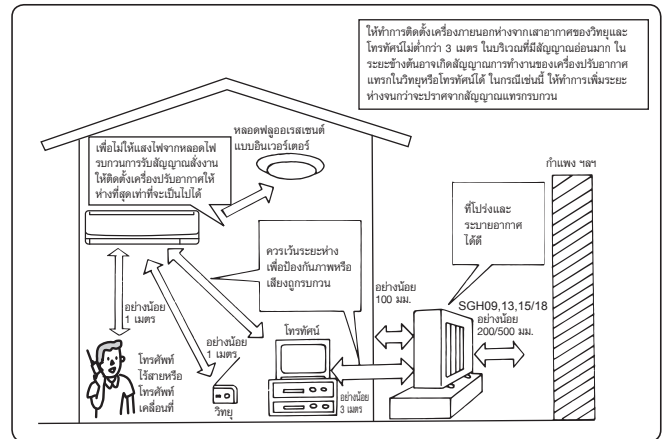 ให้ทำการติดตั้งเครื่องภายนอกห่างจากเสาอากาศของวิทยุและ
โทรทัศน์ไม่ต่ำกว่า 3 เมตร ในบริเวณที่มีสัญญาณอ่อนมาก ใน
ระยะข้างต้นอาจเกิดสัญญาณการทำงานของเครื่องปรับอากาศ
แทรกในวิทยุหรือโทรทัศน์ได้ ในกรณีเช่นนี้ ให้ทำการเพิ่มระยะ
ห่างจนกว่าจะปราศจากสัญญาณแทรกรบกวน
เพื่อไม่ให้แสงไฟจากหลอดไฟ
รบกวนการรับสัญญาณสั่งงาน
ให้ติดตั้งเครื่องปรับอากาศให้
ห่างที่สุดเท่าที่จะเป็นไปได้
หลอดฟลูออเรสเซนต์
แบบอินเวอร์เตอร์
กำแพง ฯลฯ
ที่โปร่งและ
ระบายอากาศ
ได้ดี
ควรเว้นระยะห่าง
เพื่อป้องกันภาพหรือ
เสียงถูกรบกวน
อย่างน้อย
100 มม.
SGH09,13,15/18
อย่างน้อย
200/500 มม.
อย่างน้อย
1 เมตร
อย่างน้อย
1 เมตร
โทรทัศน์
โทรศัพท์
ไร้สายหรือ
โทรศัพท์
เคลื่อนที่
วิทยุ
อย่างน้อย
3 เมตร